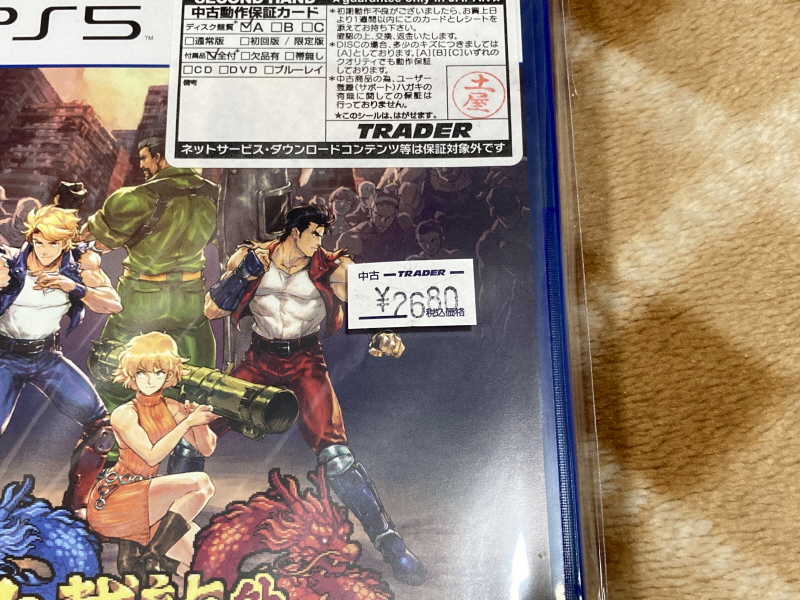 PS5
SECOND HAND
中古動作保証カード
ディスク盤質 ☑A □B □C
□通常版 □初回版 / 限定版
付属品 ☑全付 □欠品有 □帯無し
□CD □DVD □ブルーレイ
備考
★guarantee only in JAPAN★
*初期動作不良がございましたら、お買上日
より1週間以内にこのカードとレシートを
添えてお持ち下さい。
確認の上、交換、返金いたします。
*DISCの場合、多少のキズにつきましては
[A]としております。[A][B][C]いずれの
クオリティでも動作保証
しております。
*中古商品の為、ユーザー
登録(サポート)ハガキの
有無に関しての保証は
行っておりません。
★このシールは、はがせます。
土屋
TRADER
ネットサービス・ダウンロードコンテンツ等は保証対象外です
中古 TRADER
¥2680
税込価格